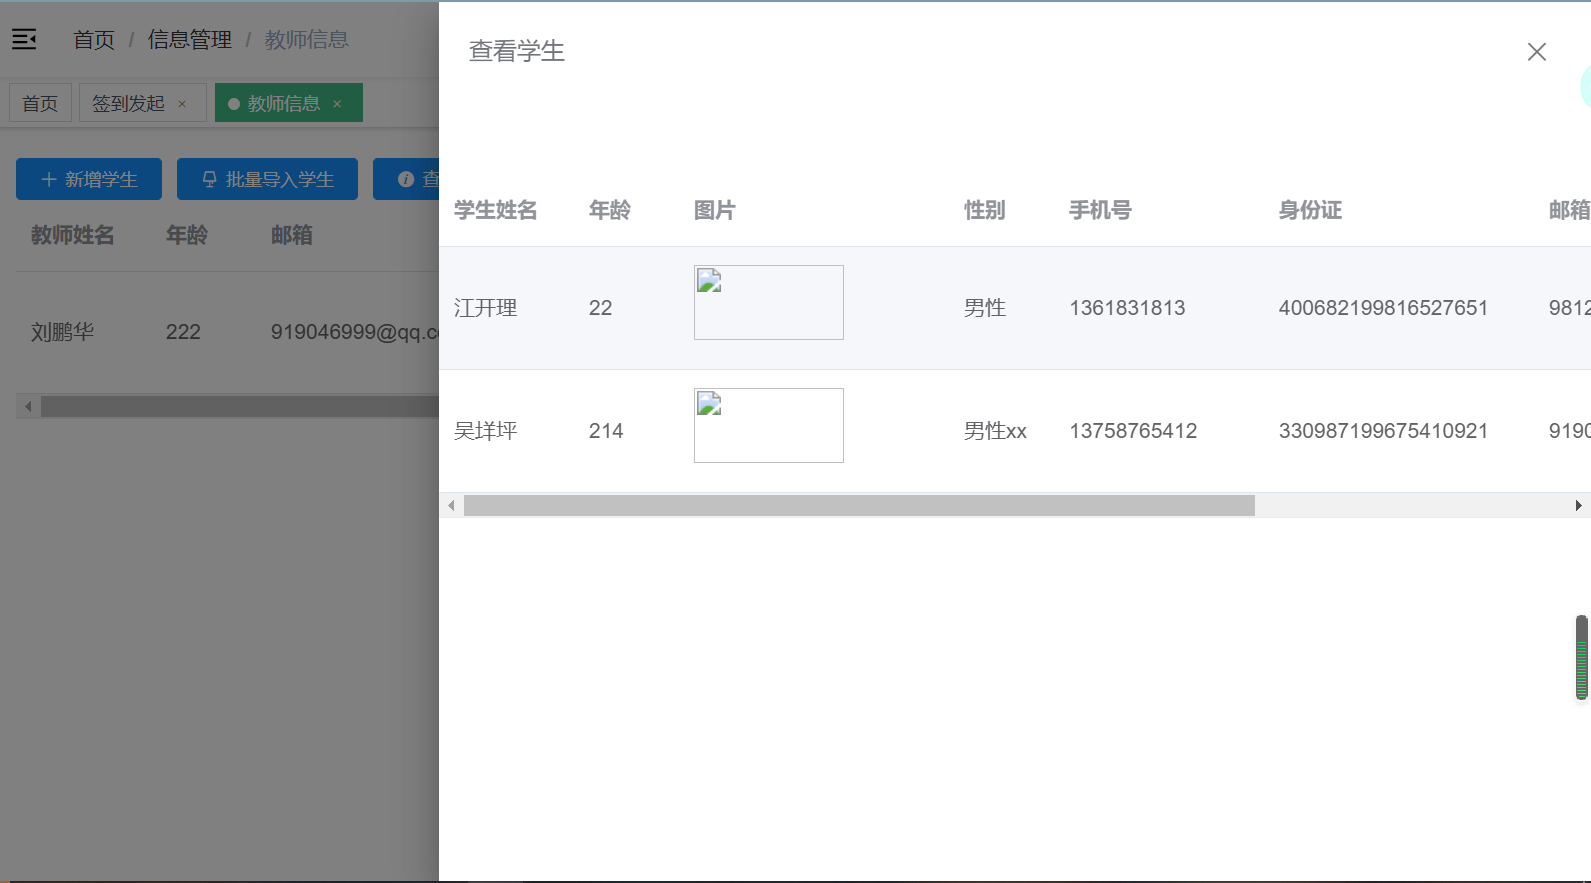 首页 / 信息管理 / 教师信息
首页 签到发起 × 教师信息 ×
新增学生 批量导入学生 查
教师姓名 年龄 邮箱
刘鹏华 222 919046999@qq.c
查看学生
学生姓名 年龄 图片 性别 手机号 身份证 邮箱
江开理 22 男性 1361831813 400682199816527651 9812
吴垟坪 214 男性xx 13758765412 330987199675410921 9190